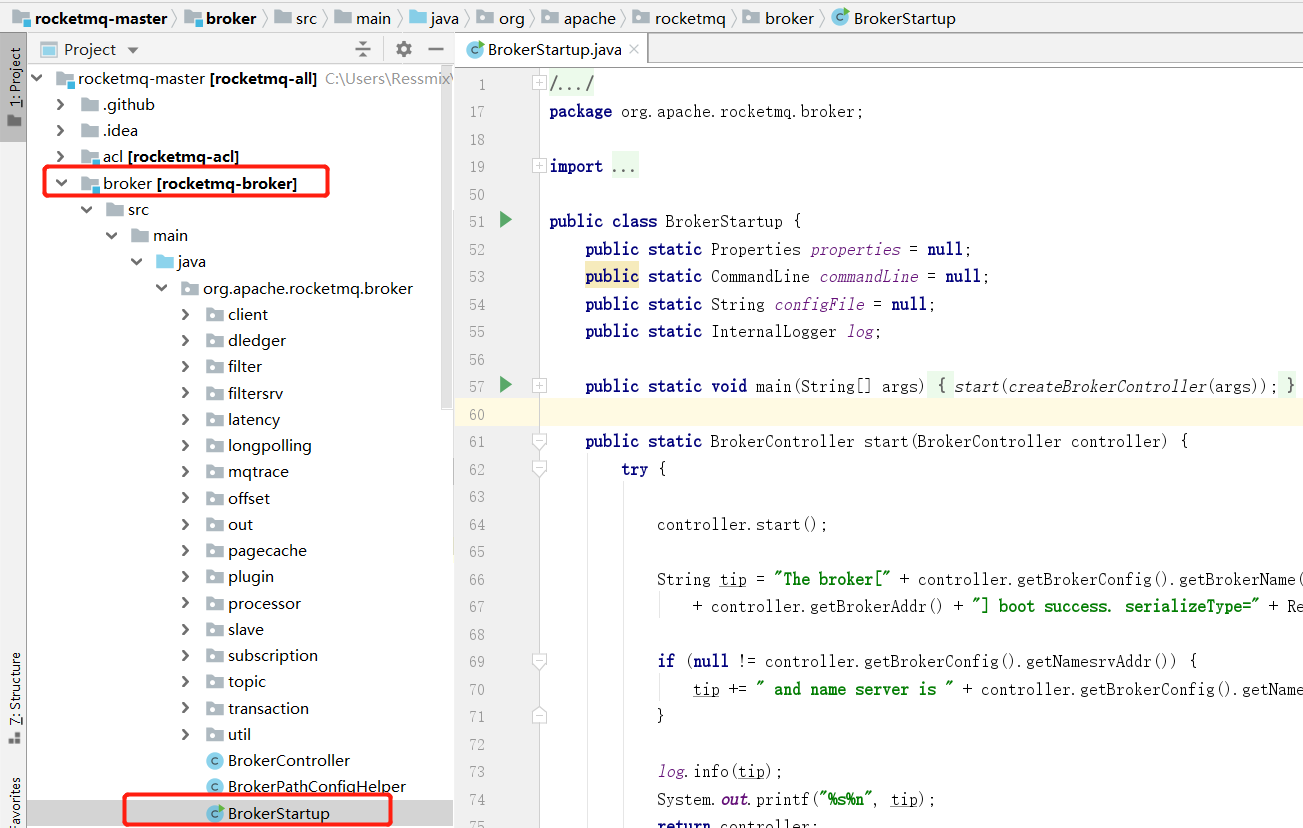 rocketmq-master broker src main java org apache rocketmq broker BrokerStartup
Project
BrokerStartup.java
1: Project
7: Structure
Favorites
rocketmq-master [rocketmq-all] C:\Users\Ressmix\
.github
.idea
acl [rocketmq-acl]
broker [rocketmq-broker]
src
main
java
org.apache.rocketmq.broker
client
dledger
filter
filtersrv
latency
longpolling
mqtrace
offset
out
pagecache
plugin
processor
slave
subscription
topic
transaction
util
BrokerController
BrokerPathConfigHelper
BrokerStartup
1 /.../
17 package org.apache.rocketmq.broker;
18
19 import ...
50
51 public class BrokerStartup {
52 public static Properties properties = null;
53 public static CommandLine commandLine = null;
54 public static String configFile = null;
55 public static InternalLogger log;
56
57 public static void main(String[] args) { start(createBrokerController(args)); }
60
61 public static BrokerController start(BrokerController controller) {
62 try {
63
64 controller.start();
65
66 String tip = "The broker[" + controller.getBrokerConfig().getBrokerName(
67 + controller.getBrokerAddr() + "] boot success. serializeType=" + Re
68
69 if (null != controller.getBrokerConfig().getNamesrvAddr()) {
70 tip += " and name server is " + controller.getBrokerConfig().getName
71 }
72
73 log.info(tip);
74 System.out.printf("%s%n", tip);
75 return controller;